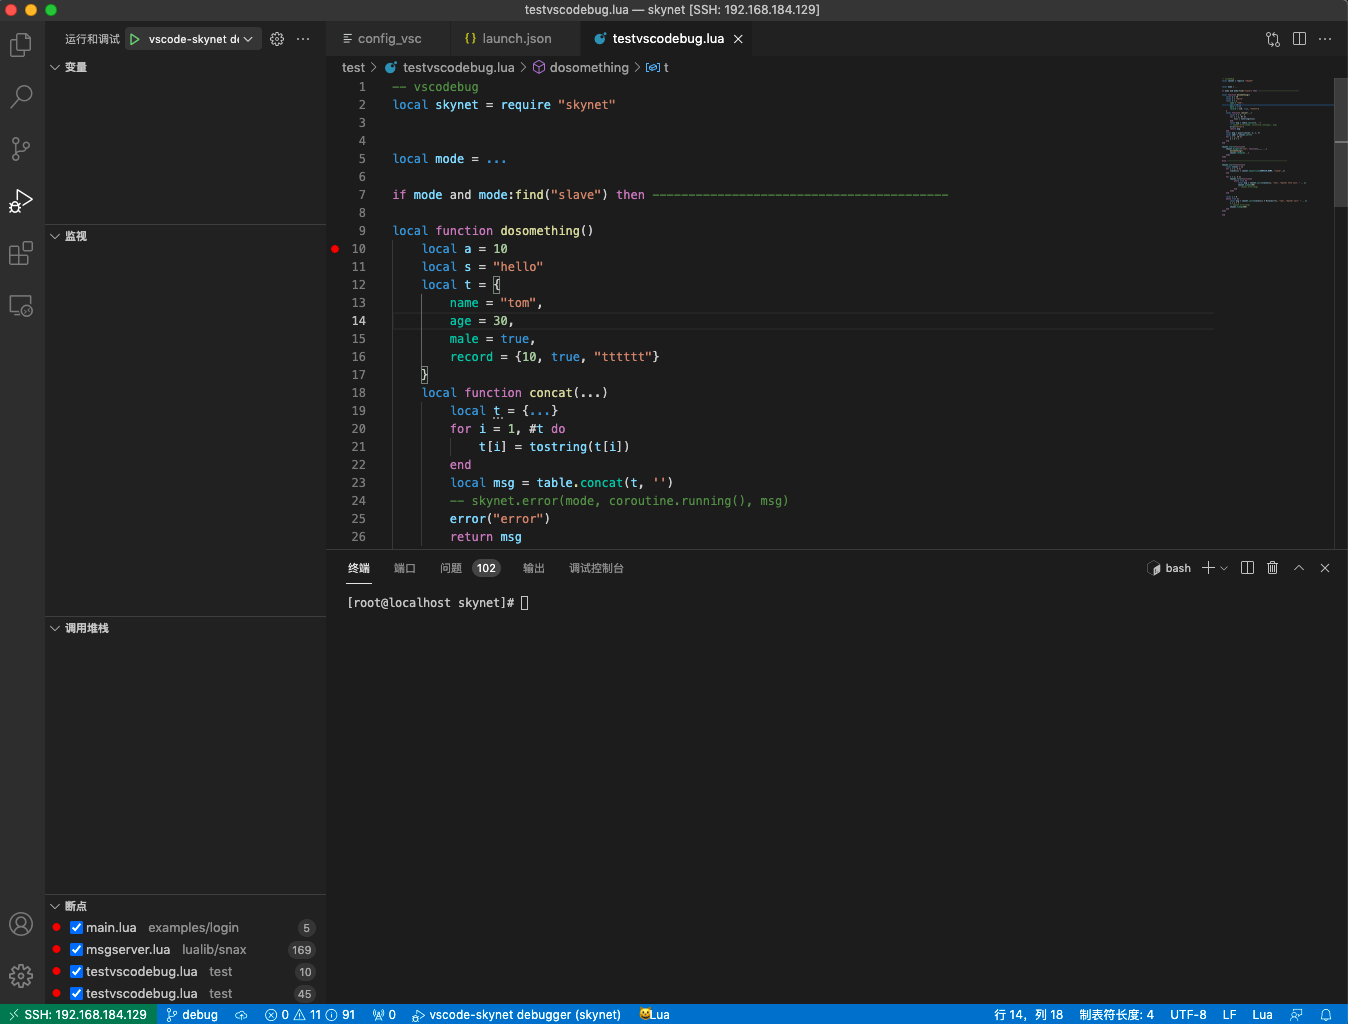 testvscodebug.lua — skynet [SSH: 192.168.184.129]
运行和调试 vscode-skynet de
变量
监视
调用堆栈
断点
main.lua examples/login 5
msgserver.lua lualib/snax 169
testvscodebug.lua test 10
testvscodebug.lua test 45
config_vsc {} launch.json testvscodebug.lua
test > testvscodebug.lua > dosomething > t
1 -- vscodebug
2 local skynet = require "skynet"
3
4
5 local mode = ...
6
7 if mode and mode:find("slave") then -----------------------------------------
8
9 local function dosomething()
10 local a = 10
11 local s = "hello"
12 local t = {
13 name = "tom",
14 age = 30,
15 male = true,
16 record = {10, true, "tttttt"}
17 }
18 local function concat(...)
19 local t = {...}
20 for i = 1, #t do
21 t[i] = tostring(t[i])
22 end
23 local msg = table.concat(t, '')
24 -- skynet.error(mode, coroutine.running(), msg)
25 error("error")
26 return msg
终端 端口 问题 102 输出 调试控制台 bash
[root@localhost skynet]#
SSH: 192.168.184.129 debug 0 11 91 0 vscode-skynet debugger (skynet) Lua 行 14，列 18 制表符长度: 4 UTF-8 LF Lua